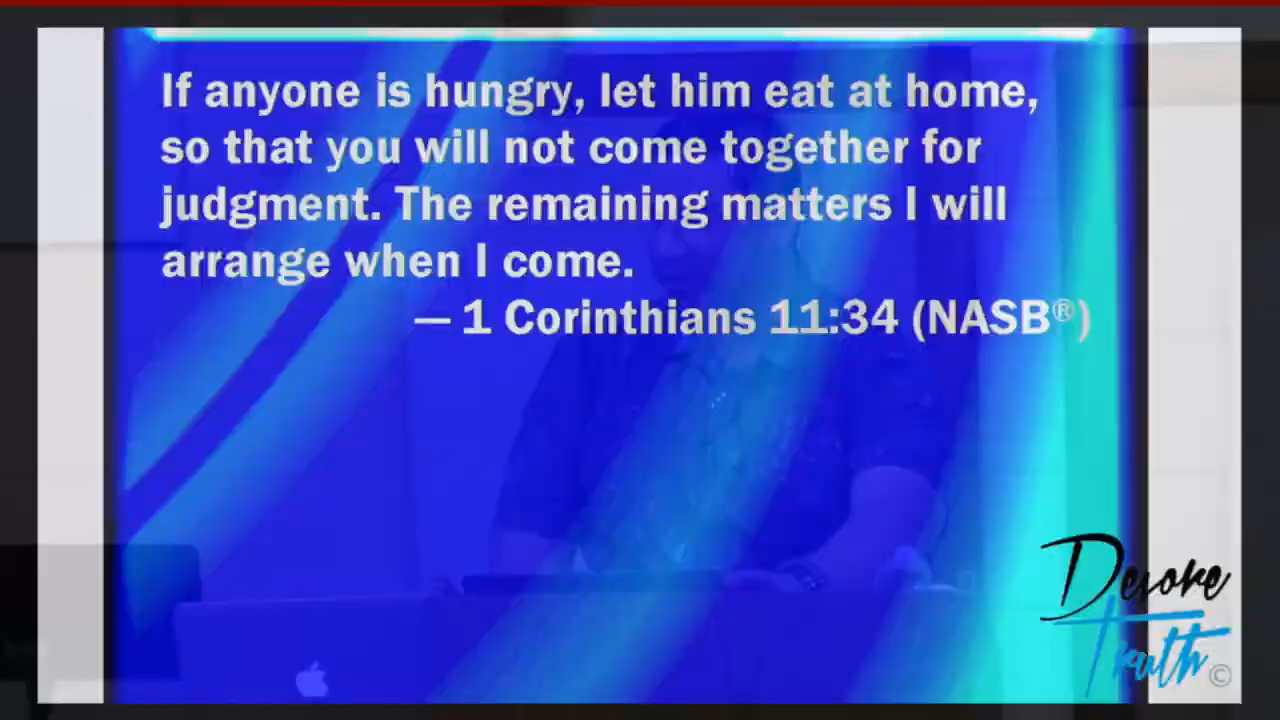 If anyone is hungry, let him eat at home,
so that you will not come together for
judgment. The remaining matters I will
arrange when I come.
— 1 Corinthians 11:34 (NASB®)
Truth ©